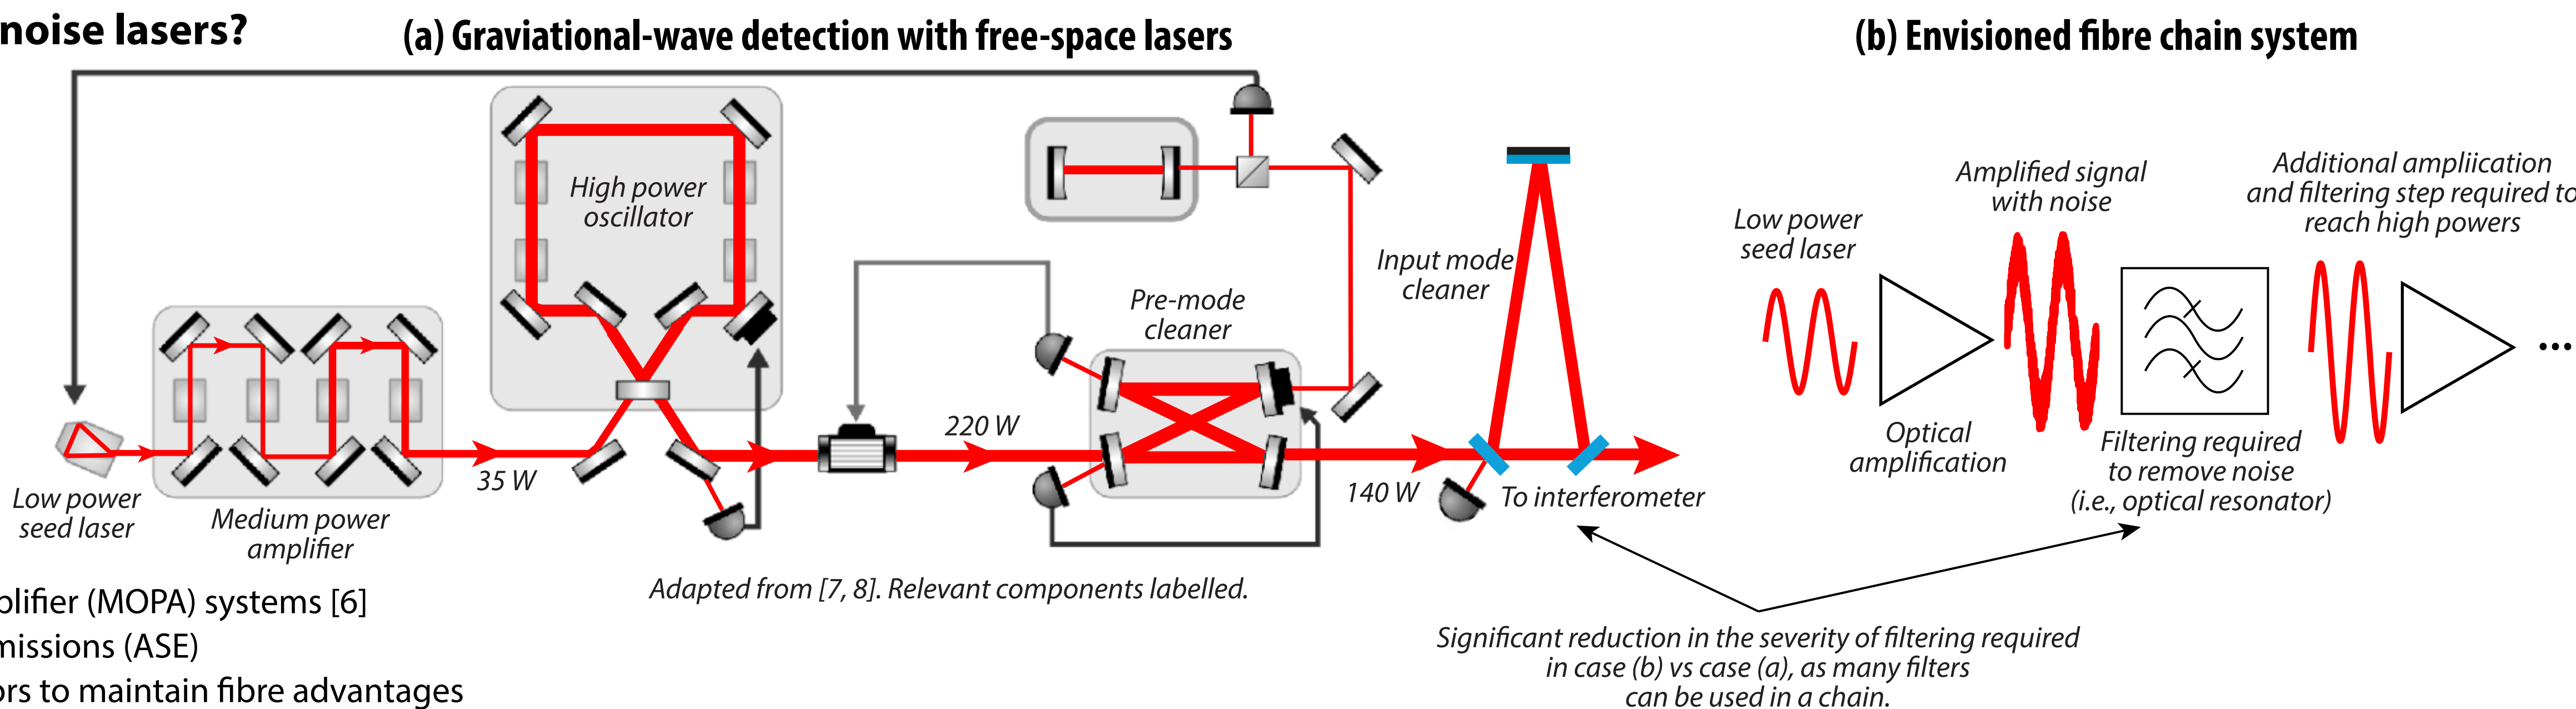 noise lasers?
(a) Graviational-wave detection with free-space lasers
High power
oscillator
Low power
seed laser
Medium power
amplifier
35 W
220 W
Pre-mode
cleaner
Input mode
cleaner
140 W
To interferometer
Adapted from [7, 8]. Relevant components labelled.
(b) Envisioned fibre chain system
Low power
seed laser
Optical
amplification
Amplified signal
with noise
Filtering required
to remove noise
(i.e., optical resonator)
Additional ampliication
and filtering step required to
reach high powers
...
Significant reduction in the severity of filtering required
in case (b) vs case (a), as many filters
can be used in a chain.
plifier (MOPA) systems [6]
missions (ASE)
ors to maintain fibre advantages